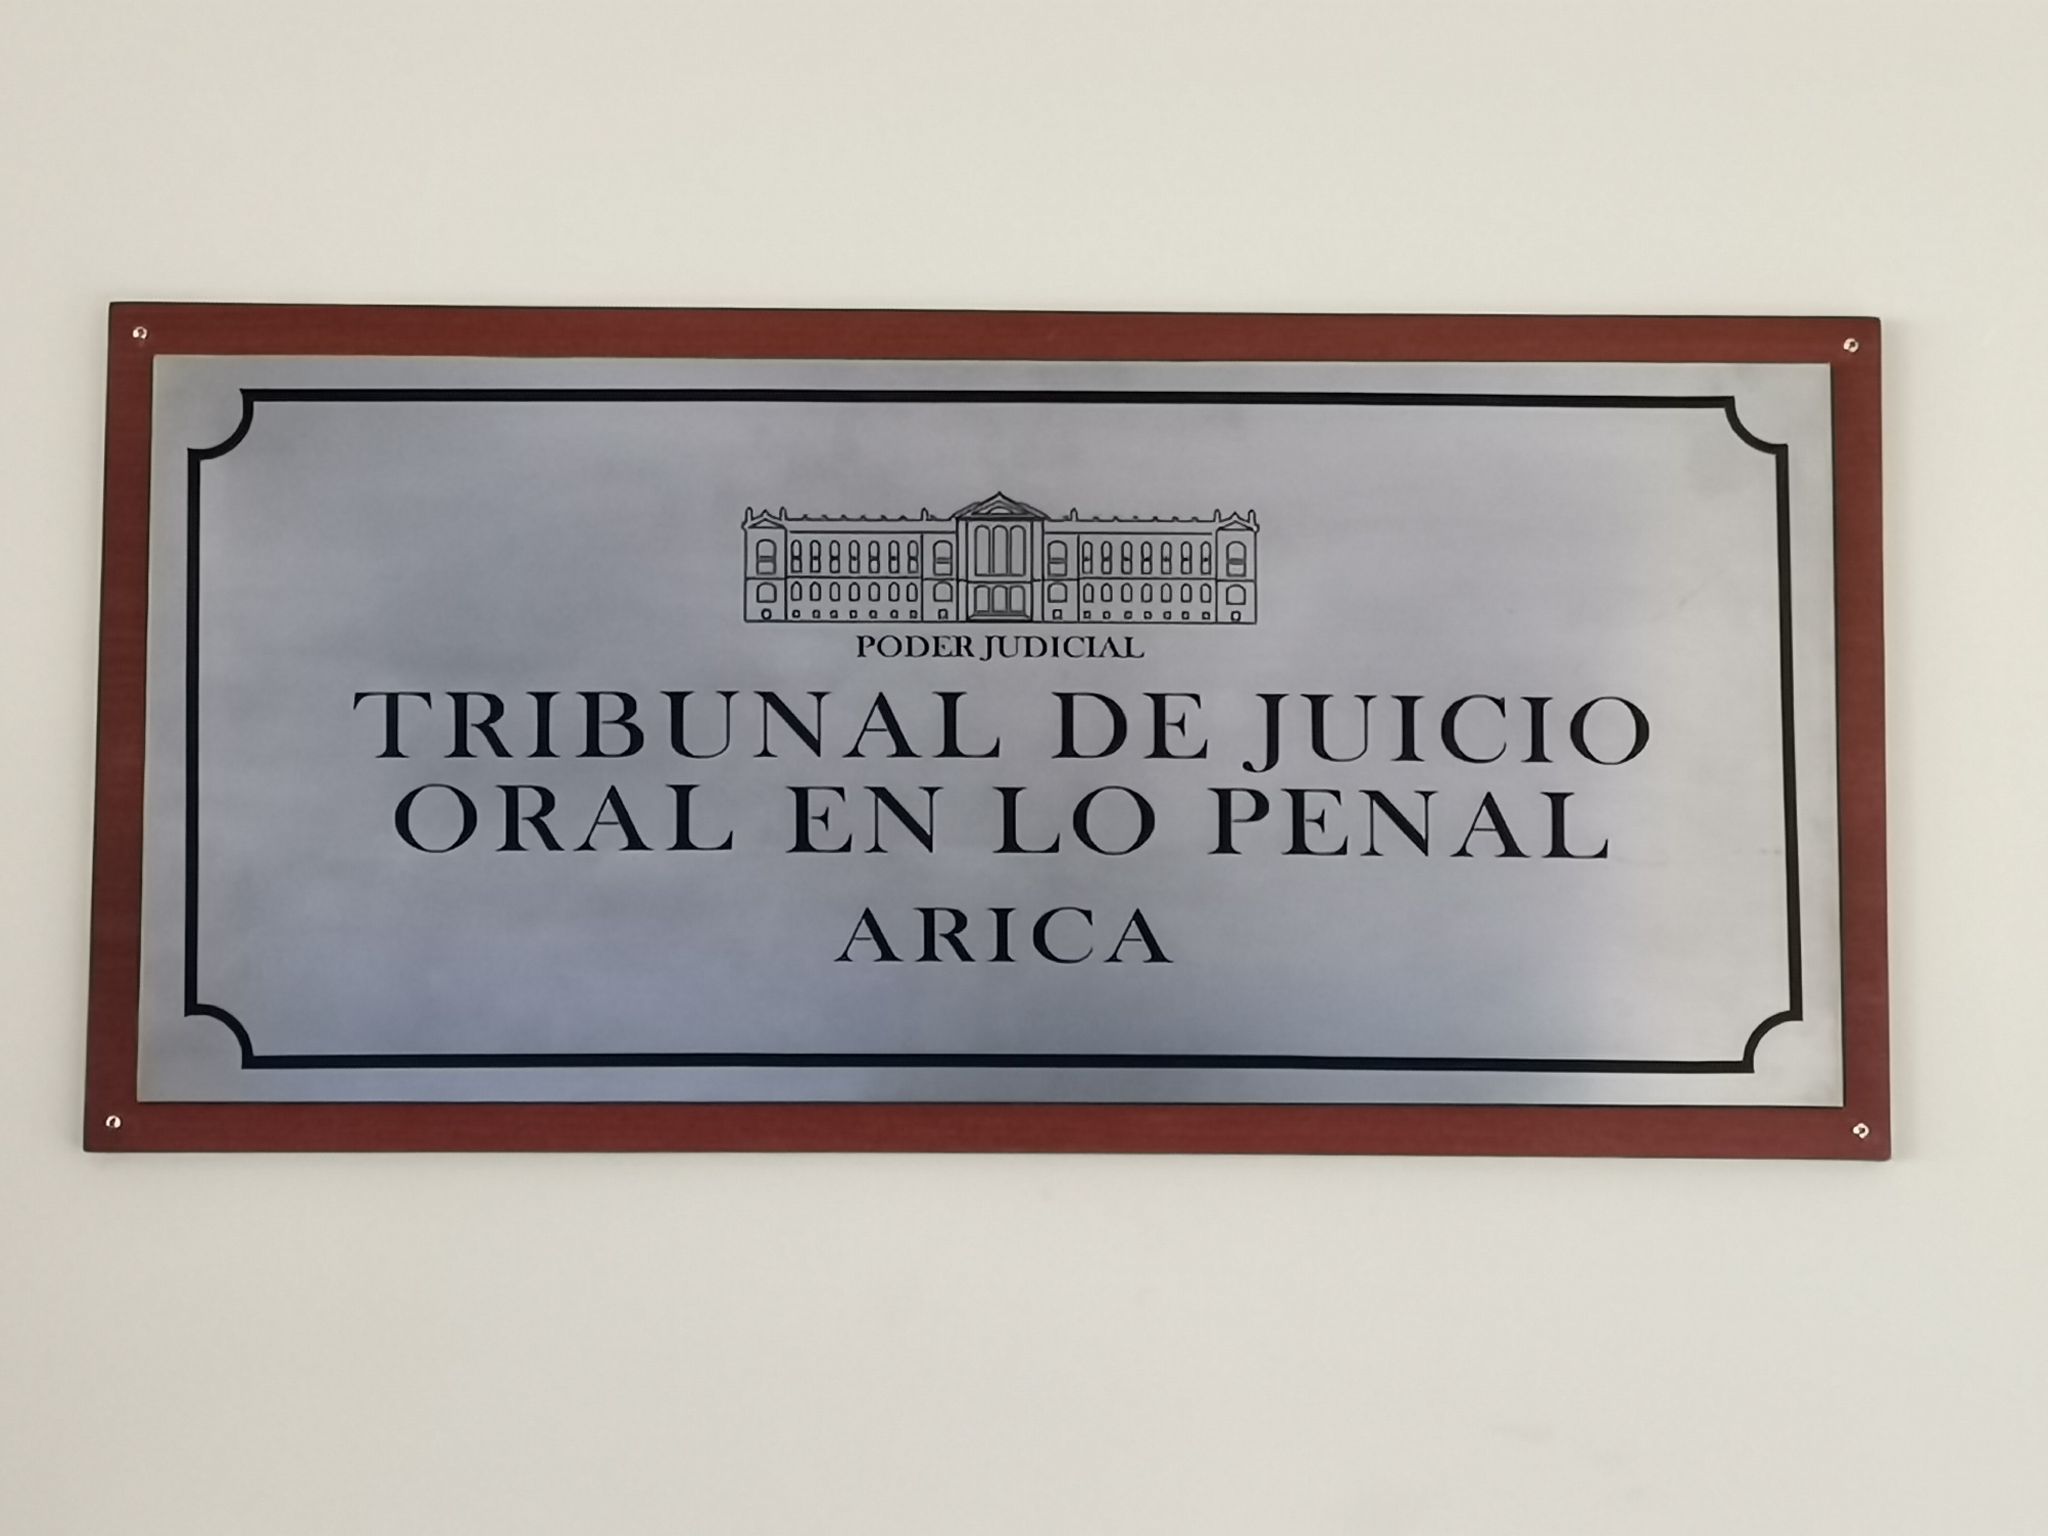 PODER JUDICIAL
TRIBUNAL DE JUICIO
ORAL EN LO PENAL
ARICA